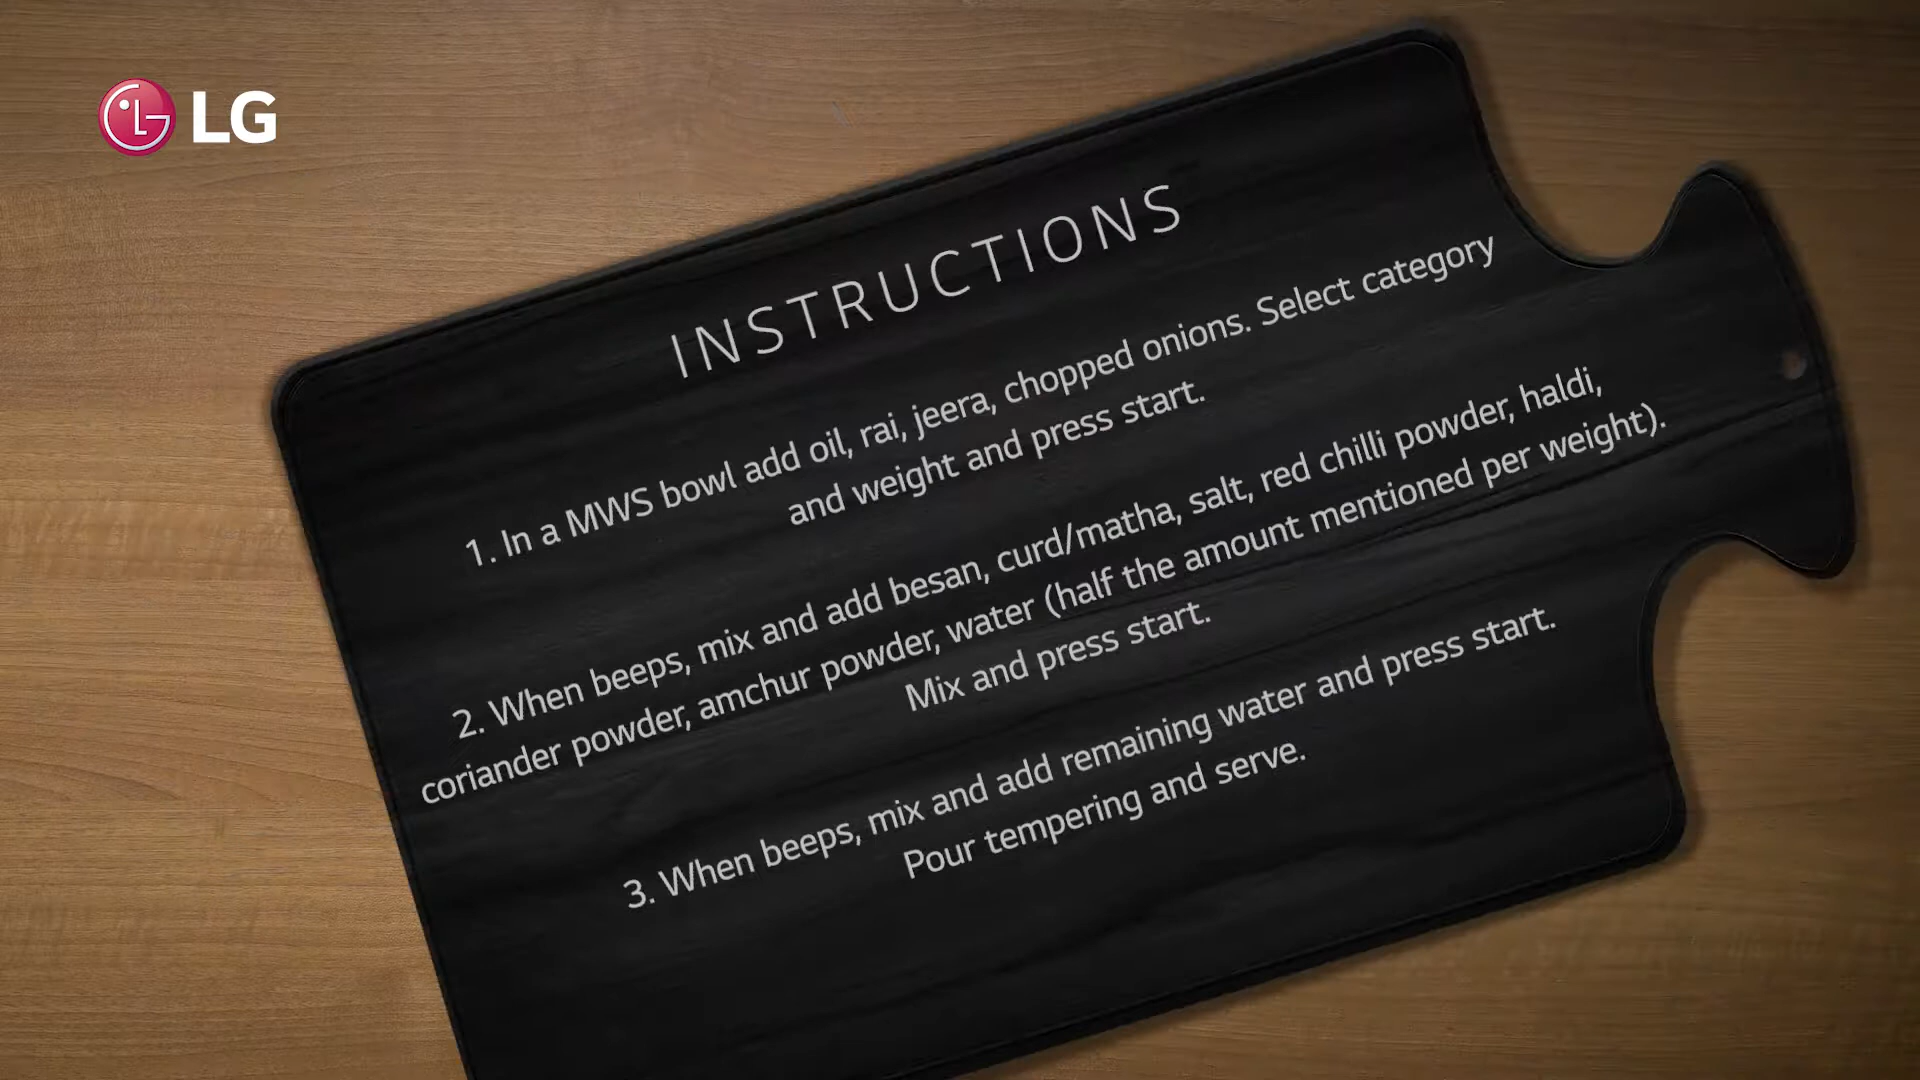 LG
INSTRUCTIONS
1. In a MWS bowl add oil, rai, jeera, chopped onions. Select category
and weight and press start.
2. When beeps, mix and add besan, curd/matha, salt, red chilli powder, haldi,
coriander powder, amchur powder, water (half the amount mentioned per weight).
Mix and press start.
3. When beeps, mix and add remaining water and press start.
Pour tempering and serve.